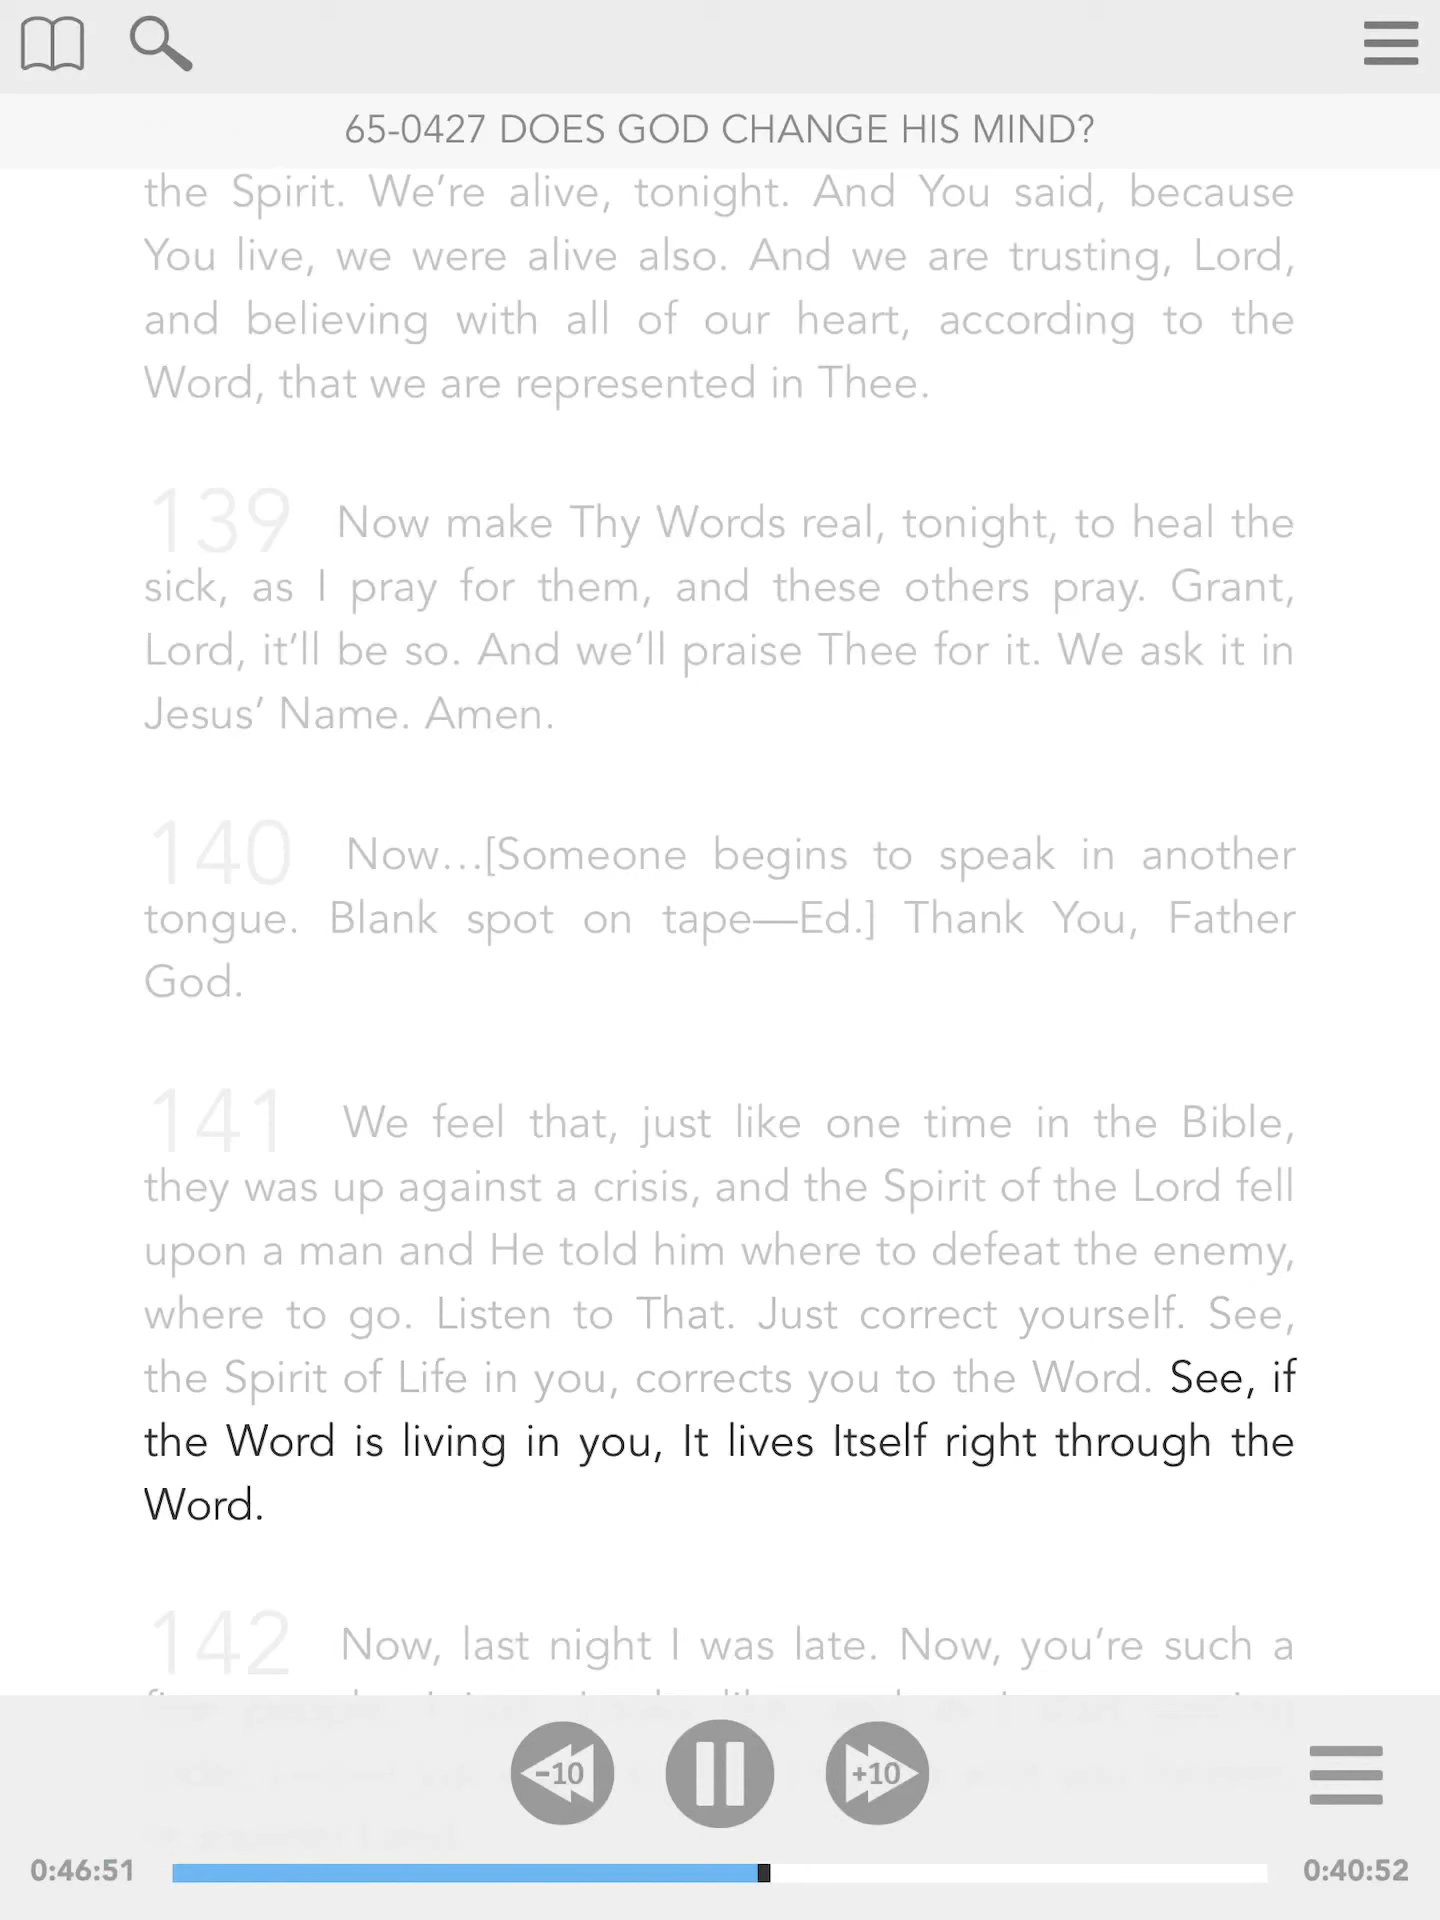 65-0427 DOES GOD CHANGE HIS MIND?
the Spirit. We’re alive, tonight. And You said, because
You live, we were alive also. And we are trusting, Lord,
and believing with all of our heart, according to the
Word, that we are represented in Thee.
139 Now make Thy Words real, tonight, to heal the
sick, as I pray for them, and these others pray. Grant,
Lord, it’ll be so. And we’ll praise Thee for it. We ask it in
Jesus’ Name. Amen.
140 Now…[Someone begins to speak in another
tongue. Blank spot on tape—Ed.] Thank You, Father
God.
141 We feel that, just like one time in the Bible,
they was up against a crisis, and the Spirit of the Lord fell
upon a man and He told him where to defeat the enemy,
where to go. Listen to That. Just correct yourself. See,
the Spirit of Life in you, corrects you to the Word. See, if
the Word is living in you, It lives Itself right through the
Word.
142 Now, last night I was late. Now, you’re such a
-10 +10
0:46:51 0:40:52